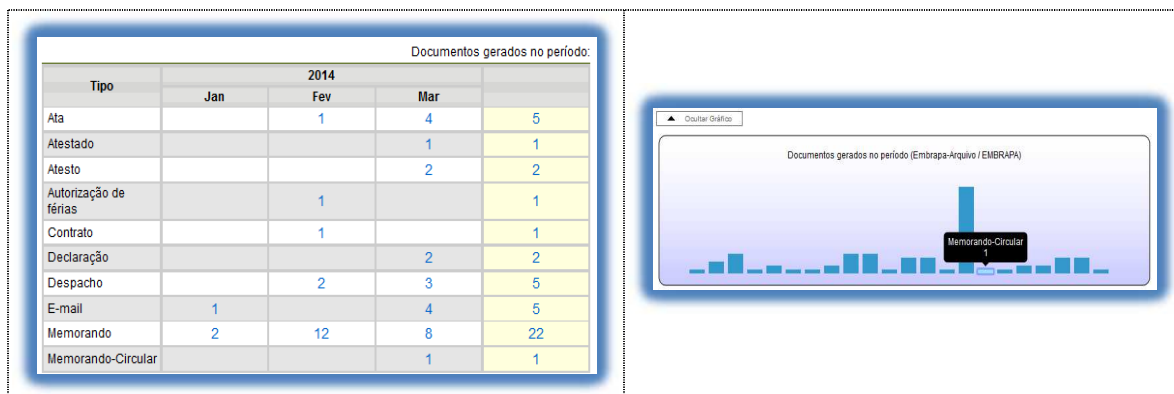 Documentos gerados no período:
Tipo 2014
Jan Fev Mar
Ata 1 4 5
Atestado 1 1
Atesto 2 2
Autorização de
férias 1 1
Contrato 1 1
Declaração 2 2
Despacho 2 3 5
E-mail 1 4 5
Memorando 2 12 8 22
Memorando-Circular 1 1
Ocultar Gráfico
Documentos gerados no período (Embrapa-Arquivo / EMBRAPA)
Memorando-Circular
1